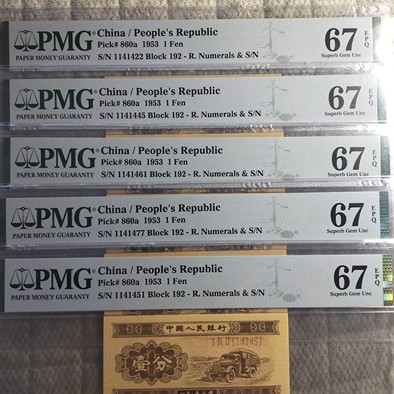 PMG
PAPER MONEY GUARANTY
China / People's Republic
Pick# 860a 1953 1 Fen
S/N 1141422 Block 192 - R. Numerals & S/N
67 EPQ
Superb Gem Unc
PMG
PAPER MONEY GUARANTY
China / People's Republic
Pick# 860a 1953 1 Fen
S/N 1141445 Block 192 - R. Numerals & S/N
67 EPQ
Superb Gem Unc
PMG
PAPER MONEY GUARANTY
China / People's Republic
Pick# 860a 1953 1 Fen
S/N 1141461 Block 192 - R. Numerals & S/N
67 EPQ
Superb Gem Unc
PMG
PAPER MONEY GUARANTY
China / People's Republic
Pick# 860a 1953 1 Fen
S/N 1141477 Block 192 - R. Numerals & S/N
67 EPQ
Superb Gem Unc
PMG
PAPER MONEY GUARANTY
China / People's Republic
Pick# 860a 1953 1 Fen
S/N 1141451 Block 192 - R. Numerals & S/N
67 EPQ
Superb Gem Unc
中國人民銀行
壹分